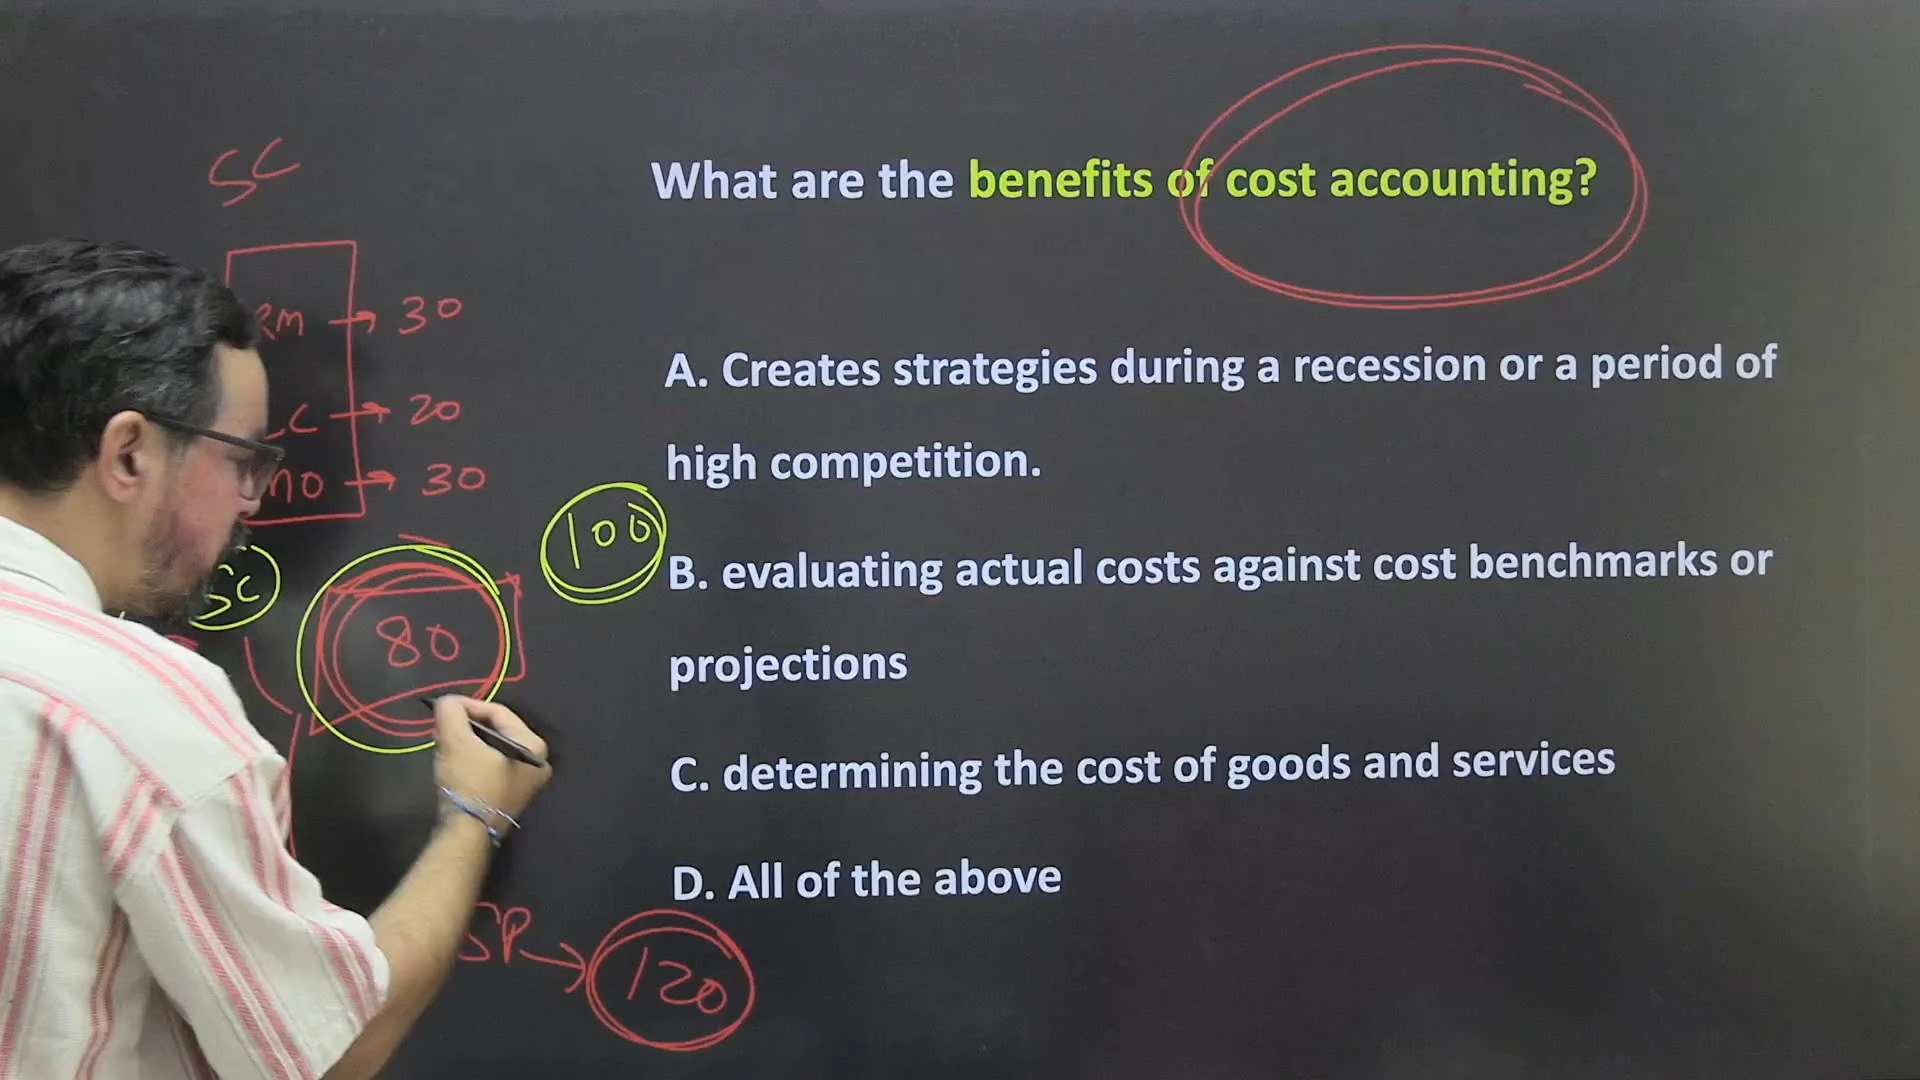 What are the benefits of cost accounting?
A. Creates strategies during a recession or a period of
high competition.
B. evaluating actual costs against cost benchmarks or
projections
C. determining the cost of goods and services
D. All of the above
SC
RM → 30
→ 20
→ 30
SC
80
100
SP → 120